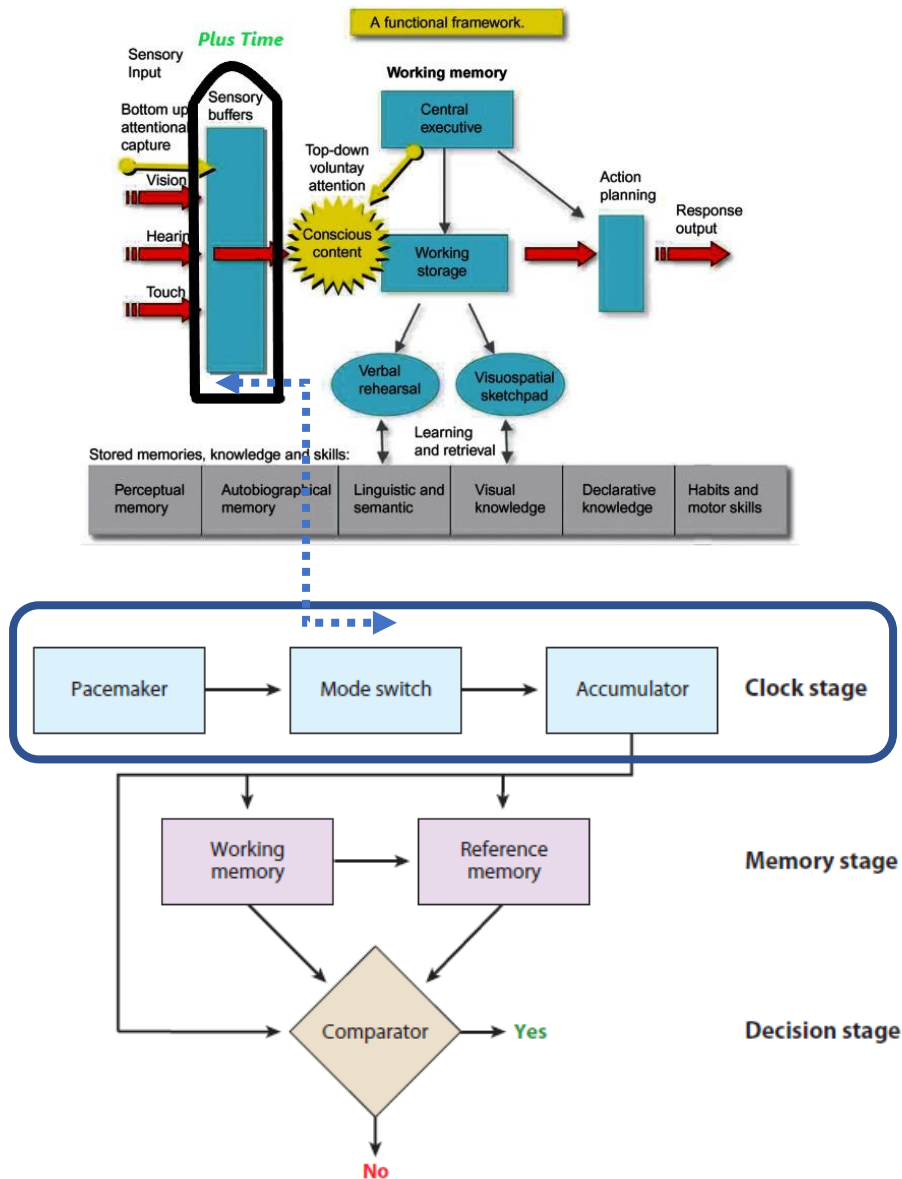 A functional framework.
Plus Time
Sensory
Input
Bottom up
attentional
capture
Sensory
buffers
Vision
Hearin
Touch
Working memory
Central
executive
Top-down
voluntay
attention
Conscious
content
Working
storage
Action
planning
Response
output
Verbal
rehearsal
Visuospatial
sketchpad
Learning
and retrieval
Stored memories, knowledge and skills:
Perceptual
memory
Autobiographical
memory
Linguistic and
semantic
Visual
knowledge
Declarative
knowledge
Habits and
motor skills
Pacemaker
Mode switch
Accumulator
Clock stage
Working
memory
Reference
memory
Memory stage
Comparator
Yes
Decision stage
No